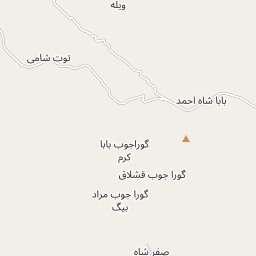 ویله
توت شامی
بابا شاه احمد
گوراجوب بابا
کرم
گورا جوب قشلاق
گورا جوب مراد
بیگ
صفر شاه